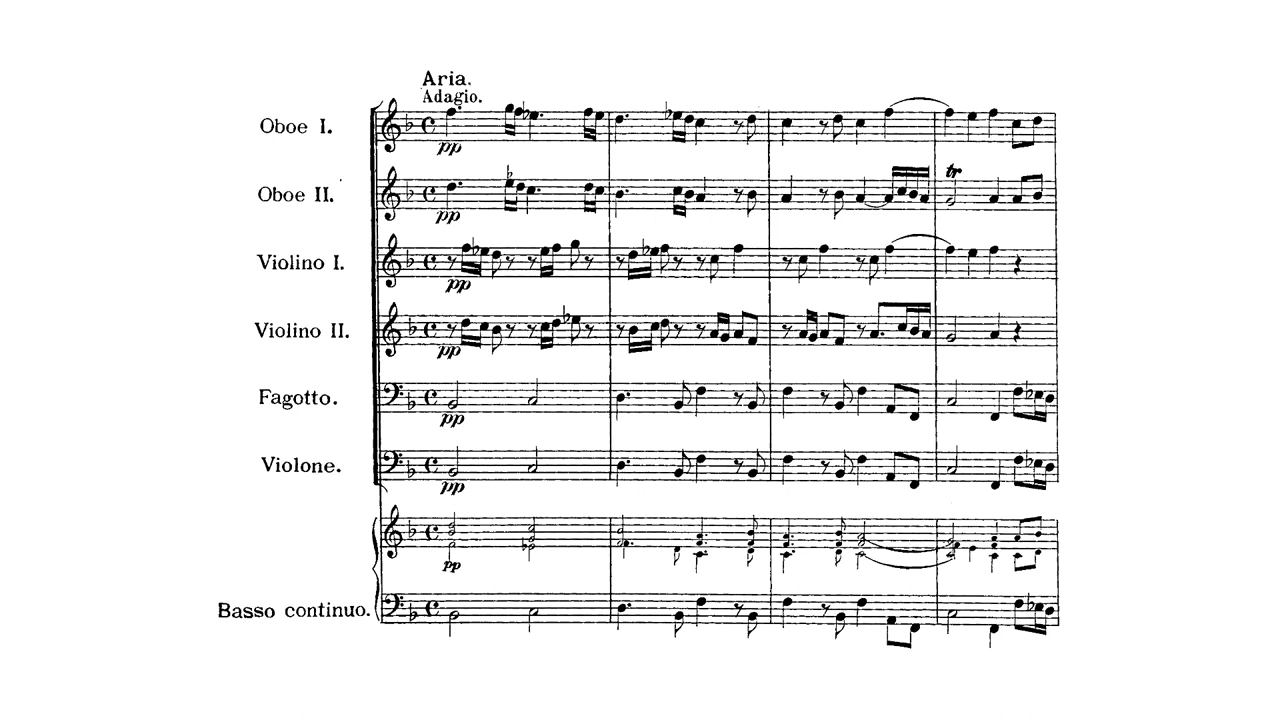 Aria.
Adagio.
Oboe I.
pp
Oboe II.
pp
tr
Violino I.
pp
Violino II.
pp
Fagotto.
pp
Violone.
pp
pp
Basso continuo.